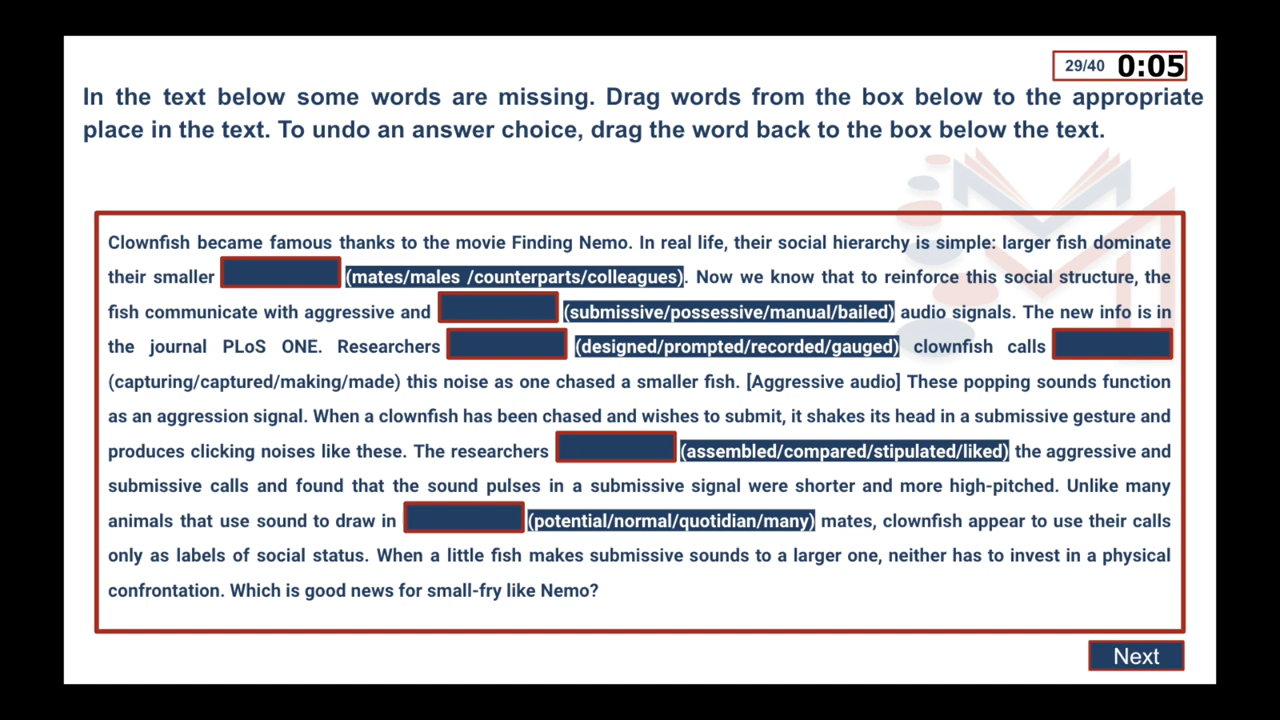 29/40 0:05
In the text below some words are missing. Drag words from the box below to the appropriate
place in the text. To undo an answer choice, drag the word back to the box below the text.
Clownfish became famous thanks to the movie Finding Nemo. In real life, their social hierarchy is simple: larger fish dominate
their smaller (mates/males /counterparts/colleagues). Now we know that to reinforce this social structure, the
fish communicate with aggressive and (submissive/possessive/manual/bailed) audio signals. The new info is in
the journal PLoS ONE. Researchers (designed/prompted/recorded/gauged) clownfish calls
(capturing/captured/making/made) this noise as one chased a smaller fish. [Aggressive audio] These popping sounds function
as an aggression signal. When a clownfish has been chased and wishes to submit, it shakes its head in a submissive gesture and
produces clicking noises like these. The researchers (assembled/compared/stipulated/liked) the aggressive and
submissive calls and found that the sound pulses in a submissive signal were shorter and more high-pitched. Unlike many
animals that use sound to draw in (potential/normal/quotidian/many) mates, clownfish appear to use their calls
only as labels of social status. When a little fish makes submissive sounds to a larger one, neither has to invest in a physical
confrontation. Which is good news for small-fry like Nemo?
Next